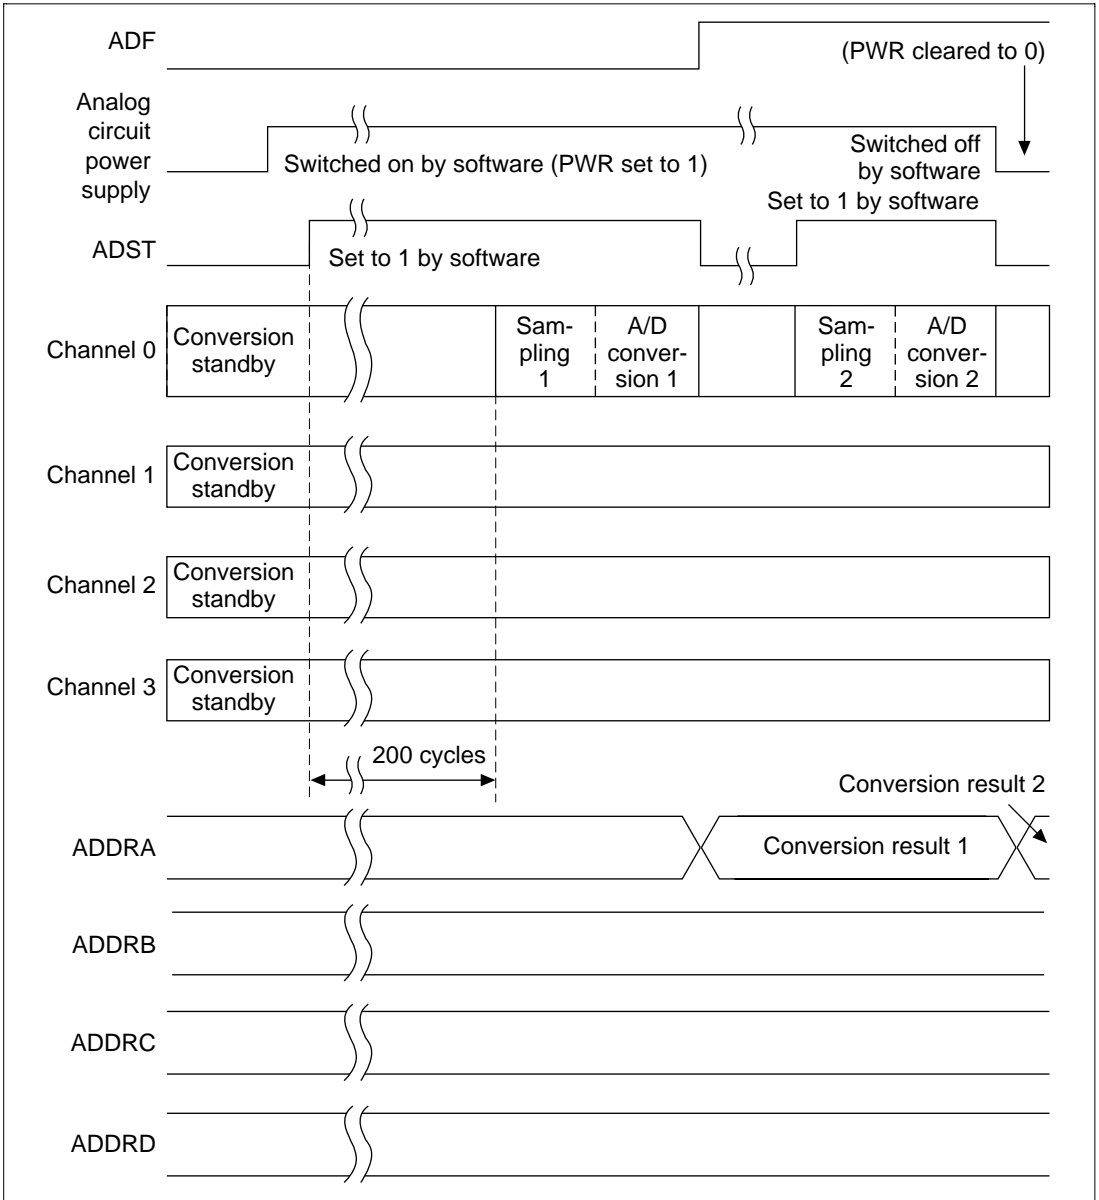 ADF
(PWR cleared to 0)
Analog
circuit
power
supply
Switched on by software (PWR set to 1)
Switched off
by software
Set to 1 by software
ADST
Set to 1 by software
Channel 0
Conversion
standby
Sam-
pling
1
A/D
conver-
sion 1
Sam-
pling
2
A/D
conver-
sion 2
Channel 1
Conversion
standby
Channel 2
Conversion
standby
Channel 3
Conversion
standby
200 cycles
Conversion result 2
ADDRA
Conversion result 1
ADDRB
ADDRC
ADDRD